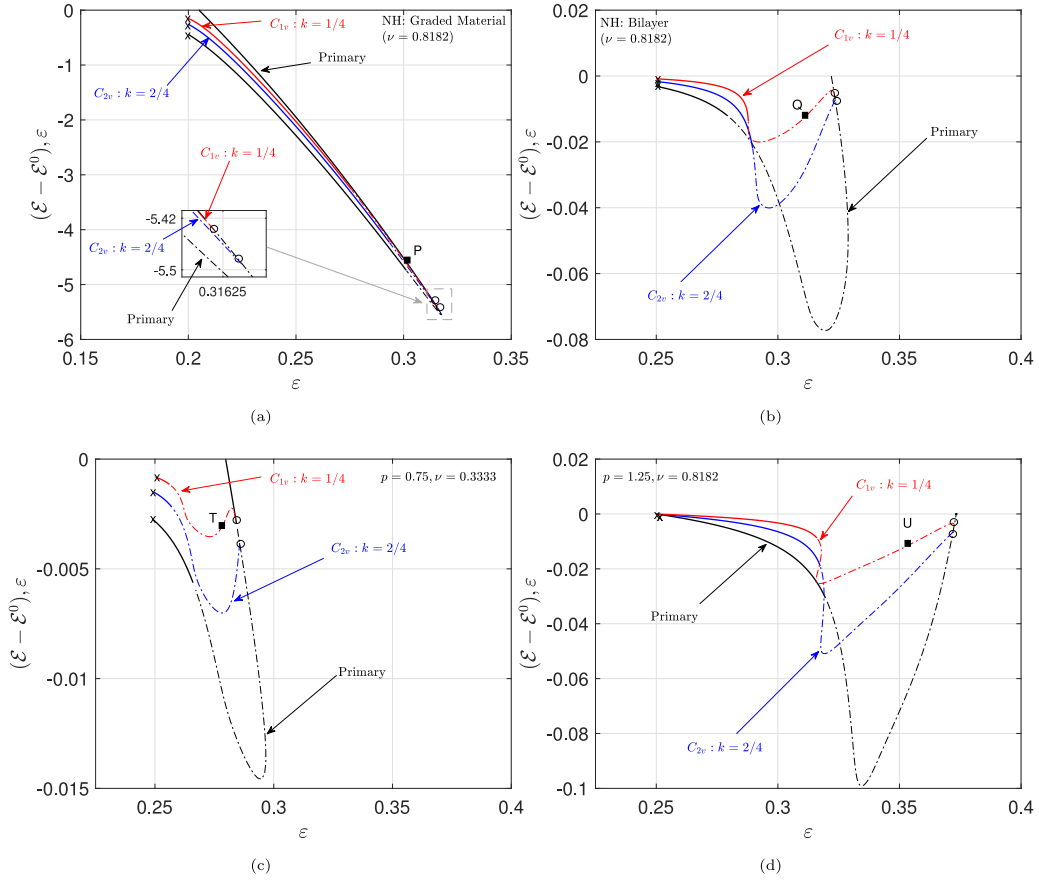 0
-1
-2
-3
-4
-5
-6
0.15
0.2
0.25
0.3
0.35
(ℰ − ℰ⁰),ε
ε
C₁ᵥ : k = 1/4
NH: Graded Material
(ν = 0.8182)
Primary
C₂ᵥ : k = 2/4
C₁ᵥ : k = 1/4
P
-5.42
C₂ᵥ : k = 2/4
-5.5
0.31625
Primary
(a)
0.02
0
-0.02
-0.04
-0.06
-0.08
0.25
0.3
0.35
0.4
(ℰ − ℰ⁰),ε
ε
NH: Bilayer
(ν = 0.8182)
C₁ᵥ : k = 1/4
Q
Primary
C₂ᵥ : k = 2/4
(b)
0
-0.005
-0.01
-0.015
0.25
0.3
0.35
0.4
(ℰ − ℰ⁰),ε
ε
C₁ᵥ : k = 1/4
p = 0.75, ν = 0.3333
T
C₂ᵥ : k = 2/4
Primary
(c)
0.02
0
-0.02
-0.04
-0.06
-0.08
-0.1
0.25
0.3
0.35
0.4
(ℰ − ℰ⁰),ε
ε
p = 1.25, ν = 0.8182
C₁ᵥ : k = 1/4
U
Primary
C₂ᵥ : k = 2/4
(d)